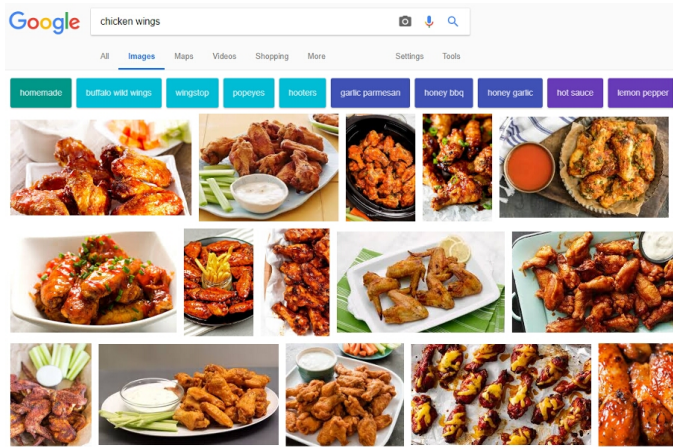 Google chicken wings
All Images Maps Videos Shopping More Settings Tools
homemade buffalo wild wings wingstop popeyes hooters garlic parmesan honey bbq honey garlic hot sauce lemon pepper